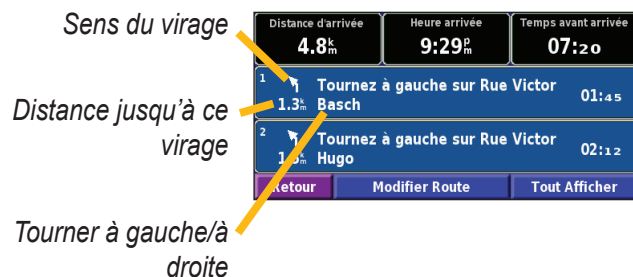 Sens du virage
Distance jusqu'à ce
virage
Tourner à gauche/à
droite
Distance d'arrivée
Heure arrivée
Temps avant arrivée
4.8km
9:29pm
07:20
1
Tournez à gauche sur Rue Victor
1.3km
Basch
01:45
2
Tournez à gauche sur Rue Victor
Hugo
02:12
Retour
Modifier Route
Tout Afficher